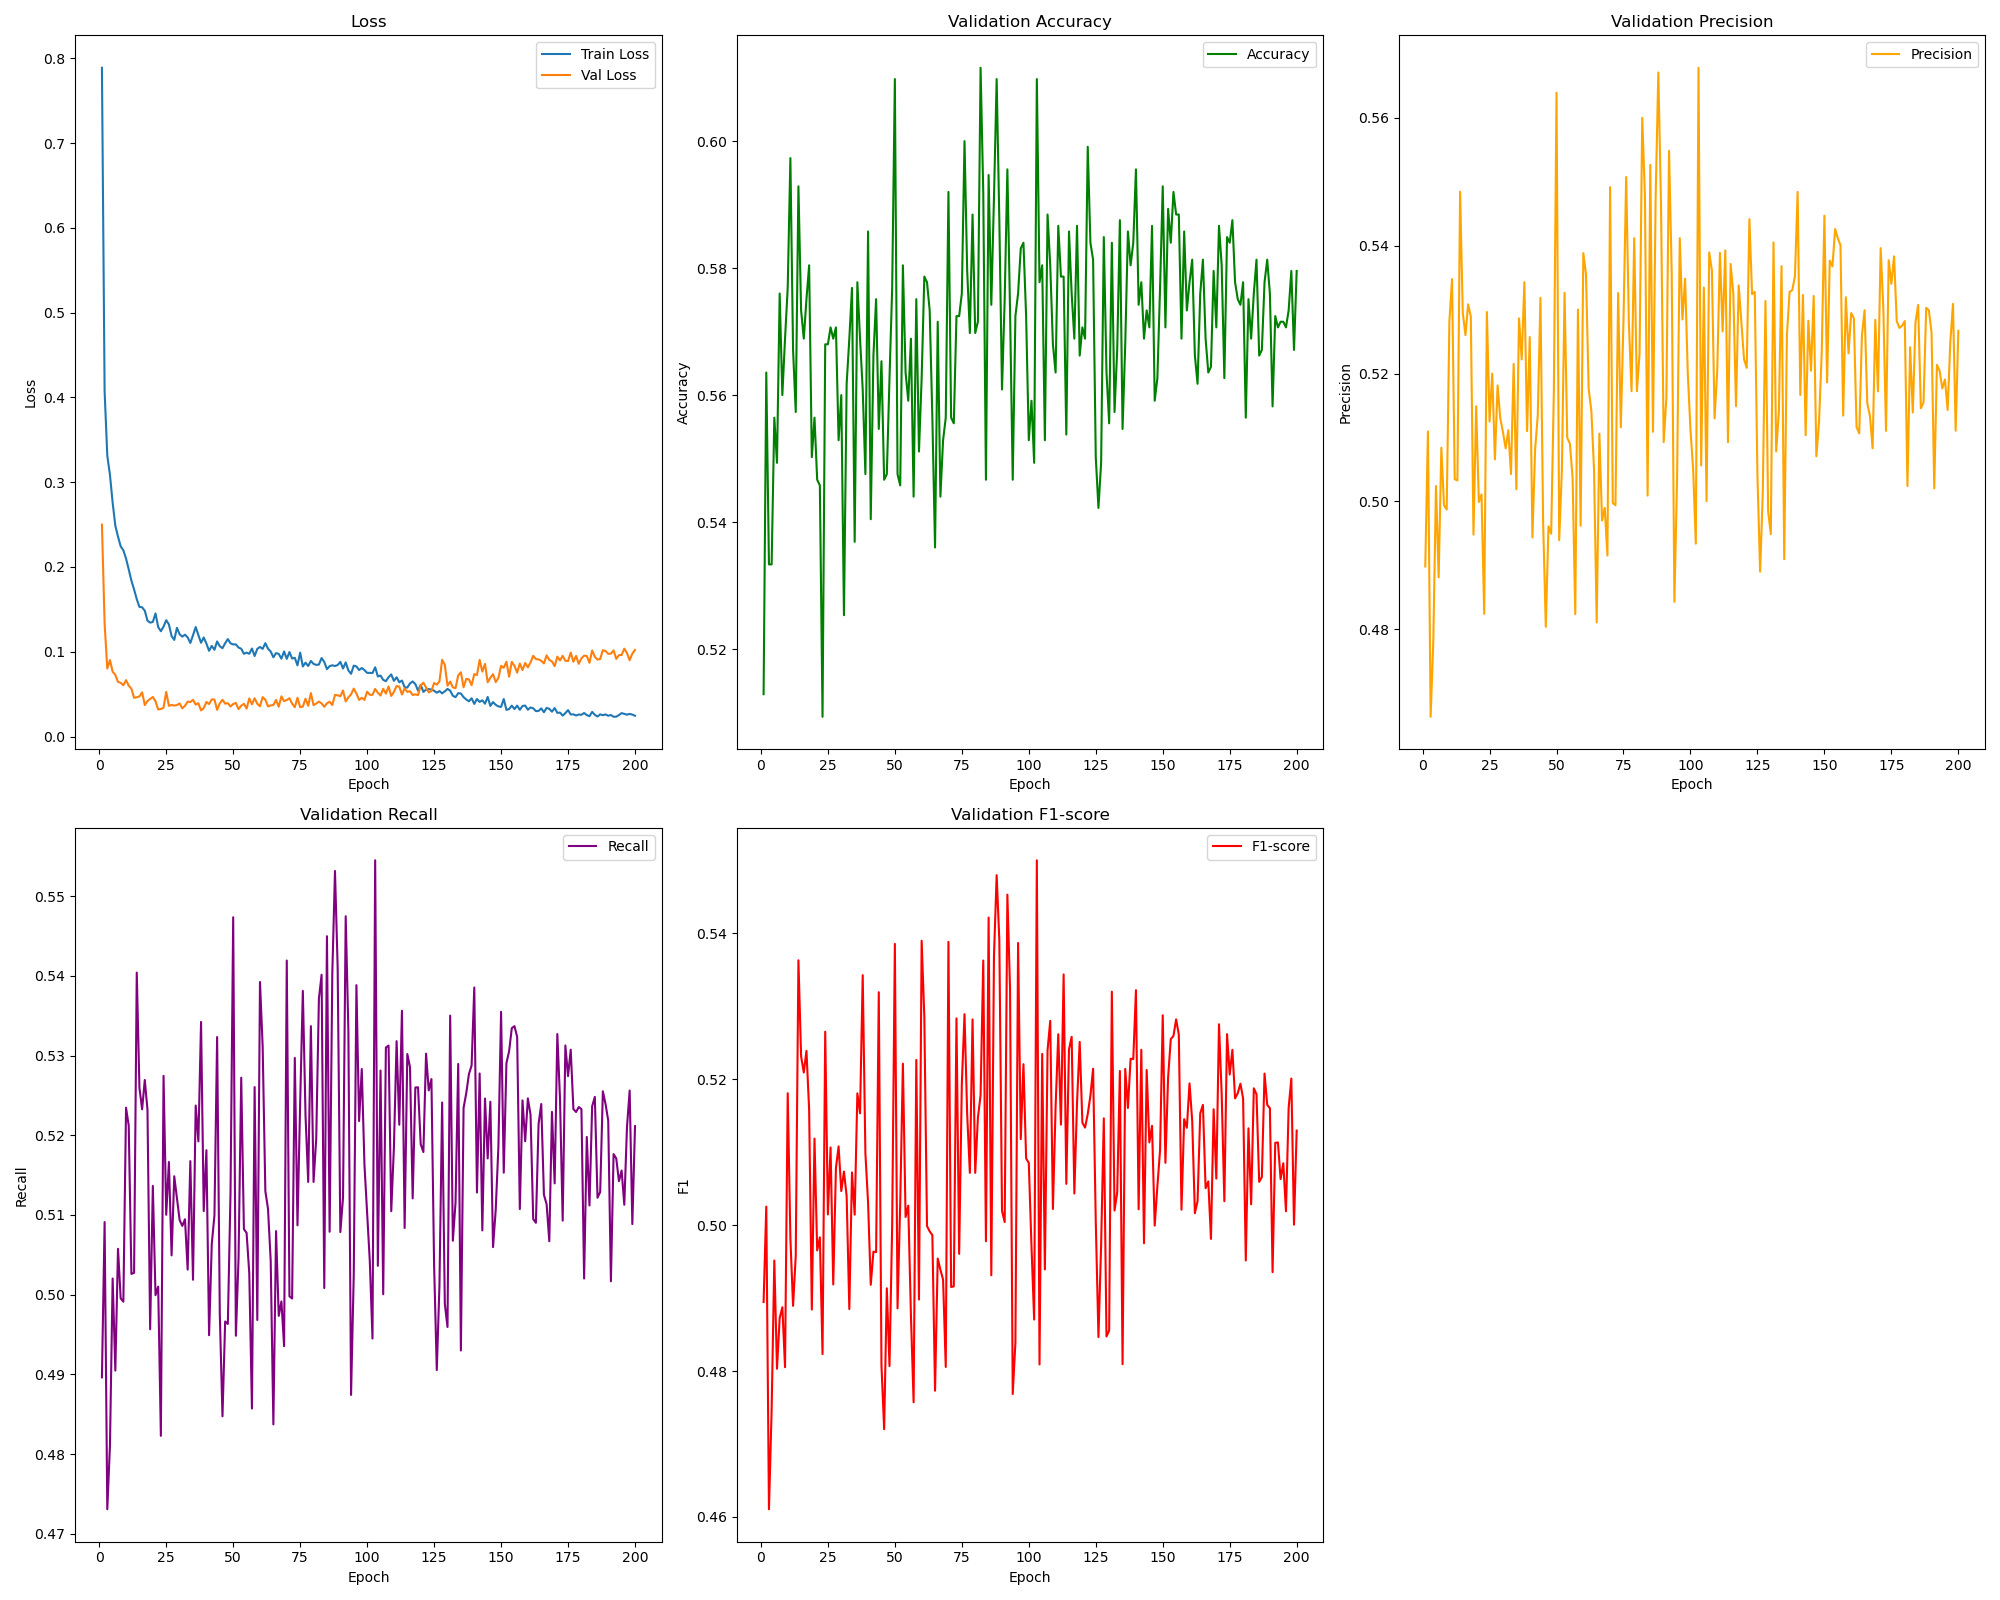 Loss
Train Loss
Val Loss
0.8
0.7
0.6
0.5
0.4
0.3
0.2
0.1
0.0
Loss
0 25 50 75 100 125 150 175 200
Epoch
Validation Accuracy
Accuracy
0.60
0.58
0.56
0.54
0.52
Accuracy
0 25 50 75 100 125 150 175 200
Epoch
Validation Precision
Precision
0.56
0.54
0.52
0.50
0.48
Precision
0 25 50 75 100 125 150 175 200
Epoch
Validation Recall
Recall
0.55
0.54
0.53
0.52
0.51
0.50
0.49
0.48
0.47
Recall
0 25 50 75 100 125 150 175 200
Epoch
Validation F1-score
F1-score
0.54
0.52
0.50
0.48
0.46
F1
0 25 50 75 100 125 150 175 200
Epoch